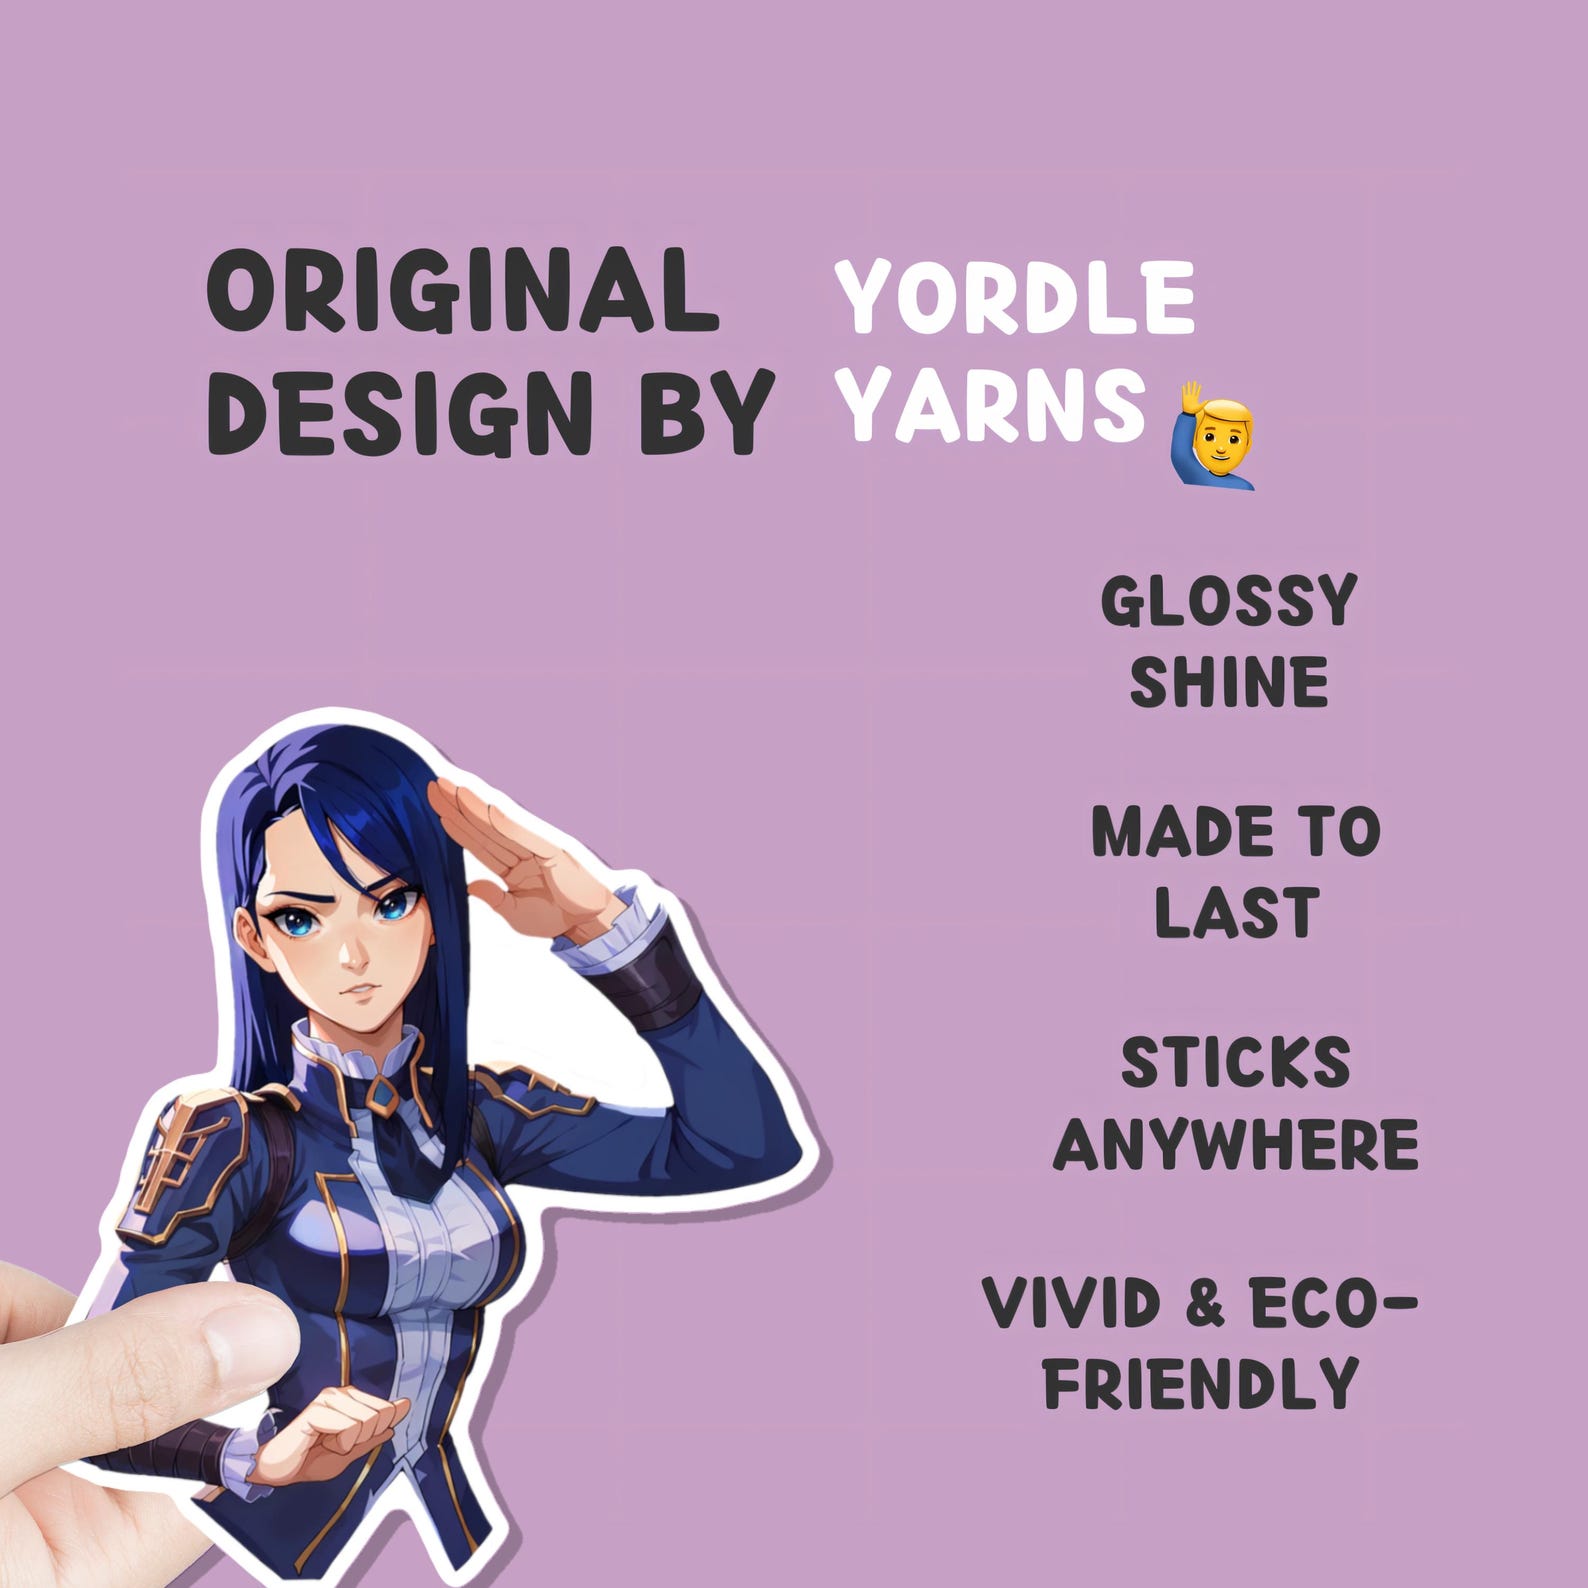 ORIGINAL
DESIGN BY
YORDLE
YARNS
GLOSSY
SHINE
MADE TO
LAST
STICKS
ANYWHERE
VIVID & ECO-
FRIENDLY